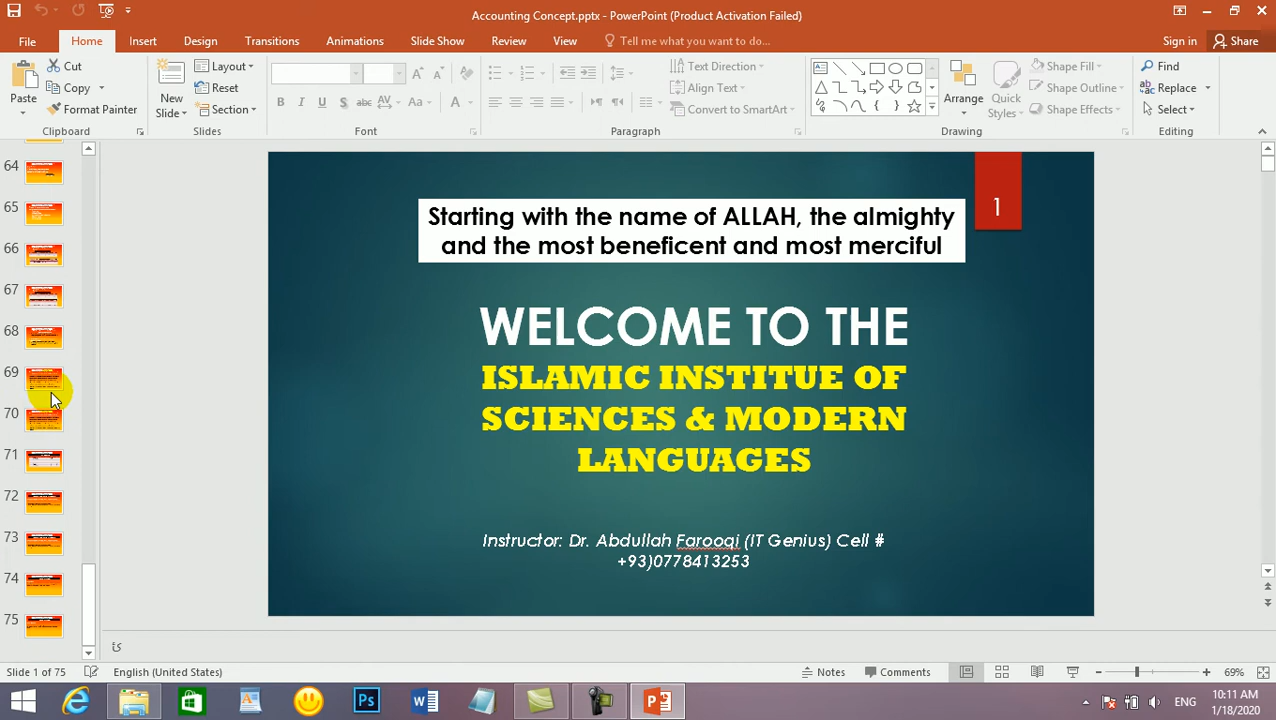 Accounting Concept.pptx - PowerPoint (Product Activation Failed)
File Home Insert Design Transitions Animations Slide Show Review View Tell me what you want to do... Sign in Share
Cut
Copy
Format Painter
Paste
Clipboard
New Slide
Layout
Reset
Section
Slides
Font
Text Direction
Align Text
Convert to SmartArt
Paragraph
Arrange
Quick Styles
Shape Fill
Shape Outline
Shape Effects
Drawing
Find
Replace
Select
Editing
64
65
66
67
68
69
70
71
72
73
74
75
1
Starting with the name of ALLAH, the almighty
and the most beneficent and most merciful
WELCOME TO THE
ISLAMIC INSTITUE OF
SCIENCES & MODERN
LANGUAGES
Instructor: Dr. Abdullah Farooqi (IT Genius) Cell #
+93)0778413253
Slide 1 of 75 English (United States) Notes Comments 69%
ENG
10:11 AM
1/18/2020